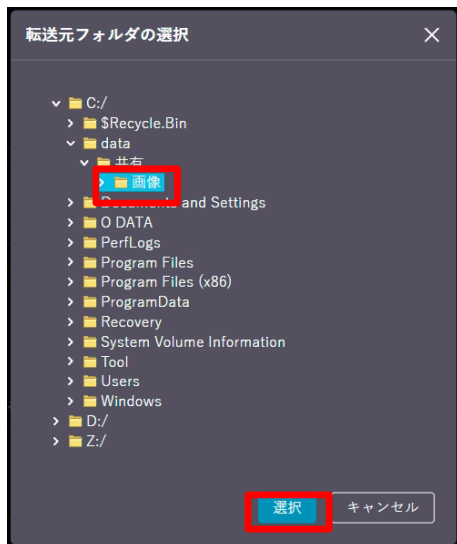 転送元フォルダの選択
C:/
$Recycle.Bin
data
共有
画像
Documents and Settings
O DATA
PerfLogs
Program Files
Program Files (x86)
ProgramData
Recovery
System Volume Information
Tool
Users
Windows
D:/
Z:/
選択
キャンセル